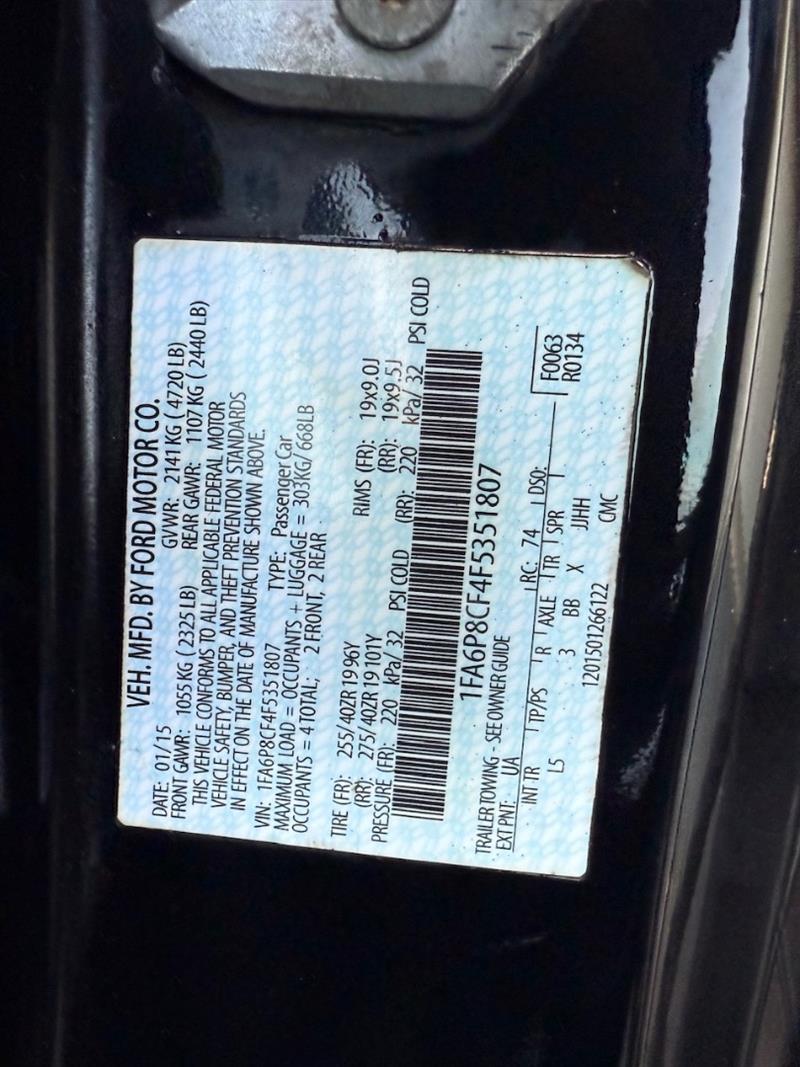 VEH. MFD. BY FORD MOTOR CO.
DATE: 01/15 GVWR: 2141 KG ( 4720 LB)
FRONT GAWR: 1055 KG ( 2325 LB) REAR GAWR: 1107 KG ( 2440 LB)
THIS VEHICLE CONFORMS TO ALL APPLICABLE FEDERAL MOTOR
VEHICLE SAFETY, BUMPER, AND THEFT PREVENTION STANDARDS
IN EFFECT ON THE DATE OF MANUFACTURE SHOWN ABOVE.
VIN: 1FA6P8CF4F5351807 TYPE: Passenger Car
MAXIMUM LOAD = OCCUPANTS + LUGGAGE = 303KG/ 668LB
OCCUPANTS = 4 TOTAL; 2 FRONT, 2 REAR
TIRE (FR): 255/40ZR 19 96Y RIMS (FR): 19x9.0J
(RR): 275/40ZR 19 101Y (RR): 19x9.5J
PRESSURE (FR): 220 kPa/ 32 PSI COLD (RR): 220 kPa/ 32 PSI COLD
1FA6P8CF4F5351807
TRAILER TOWING - SEE OWNER GUIDE
EXT PNT: UA RC: 74 DSO:
INT TR TP/PS R AXLE TR SPR F0063
L5 3 BB X JJHH R0134
1201501266122 CMC